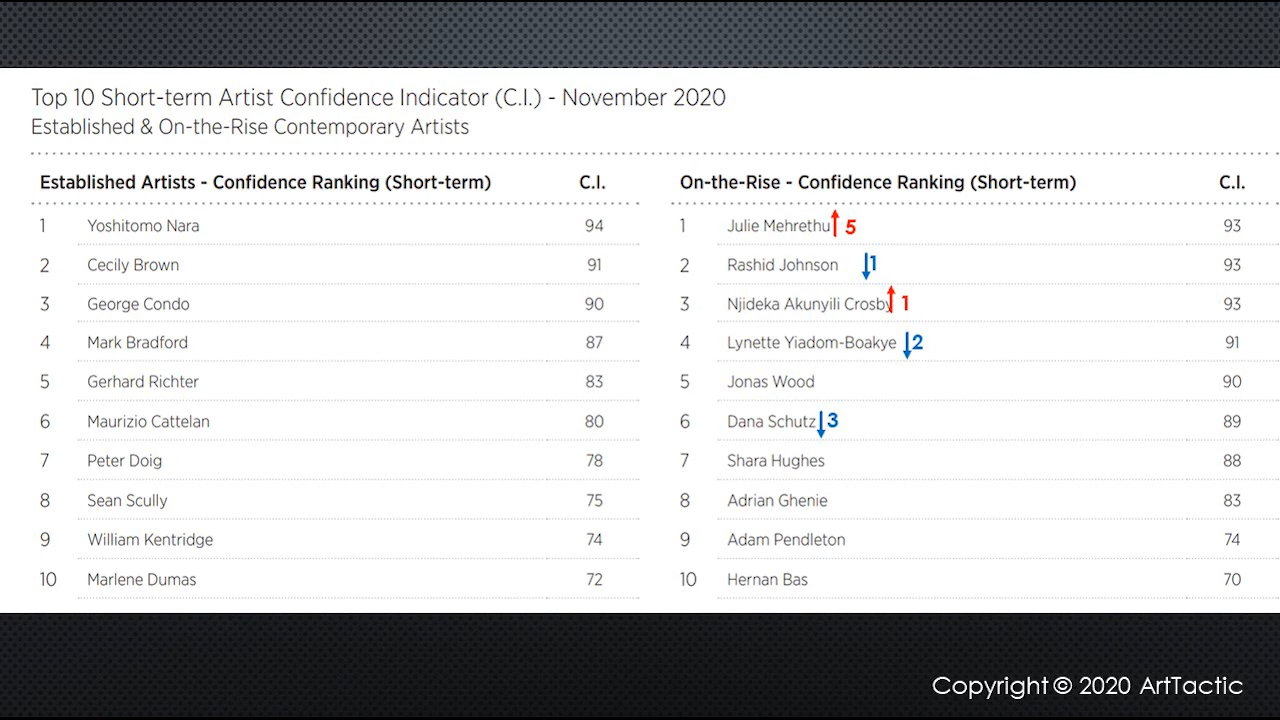 Top 10 Short-term Artist Confidence Indicator (C.I.) - November 2020
Established & On-the-Rise Contemporary Artists
Established Artists - Confidence Ranking (Short-term) C.I.
1 Yoshitomo Nara 94
2 Cecily Brown 91
3 George Condo 90
4 Mark Bradford 87
5 Gerhard Richter 83
6 Maurizio Cattelan 80
7 Peter Doig 78
8 Sean Scully 75
9 William Kentridge 74
10 Marlene Dumas 72
On-the-Rise - Confidence Ranking (Short-term) C.I.
1 Julie Mehrethu 5 93
2 Rashid Johnson 1 93
3 Njideka Akunyili Crosby 1 93
4 Lynette Yiadom-Boakye 2 91
5 Jonas Wood 90
6 Dana Schutz 3 89
7 Shara Hughes 88
8 Adrian Ghenie 83
9 Adam Pendleton 74
10 Hernan Bas 70
Copyright © 2020 ArtTactic